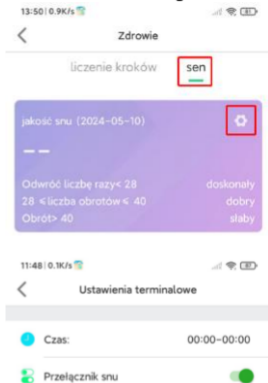 13:50 | 0.9K/s
Zdrowie
liczenie kroków sen
jakość snu (2024-05-10)
--
Odwróć liczbę razy< 28 doskonały
28 ≤liczba obrotów≤ 40 dobry
Obrót> 40 słaby
11:48 | 0.1K/s
Ustawienia terminalowe
Czas: 00:00-00:00
Przełącznik snu